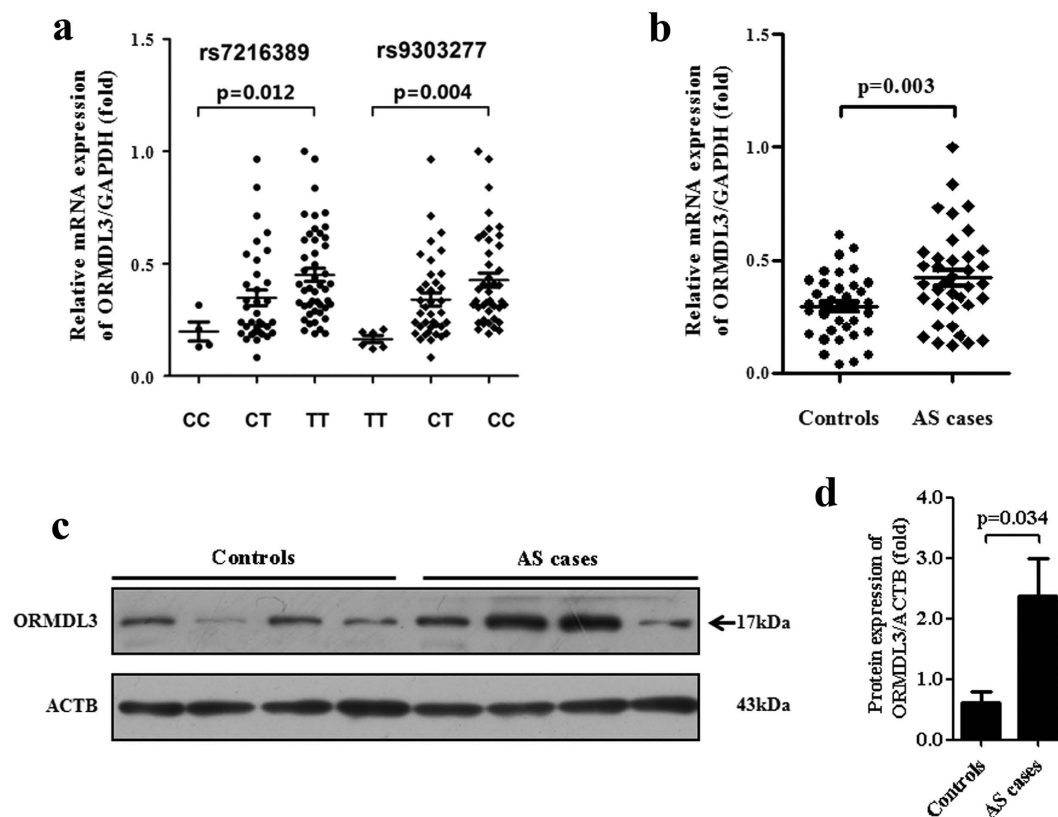 a
rs7216389 rs9303277
p=0.012 p=0.004
Relative mRNA expression
of ORMDL3/GAPDH (fold)
1.5
1.0
0.5
0.0
CC CT TT TT CT CC
b
p=0.003
Relative mRNA expression
of ORMDL3/GAPDH (fold)
1.5
1.0
0.5
0.0
Controls AS cases
c
Controls AS cases
ORMDL3 17kDa
ACTB 43kDa
d
p=0.034
Protein expression of
ORMDL3/ACTB (fold)
4.0
3.0
2.0
1.0
0.0
Controls AS cases